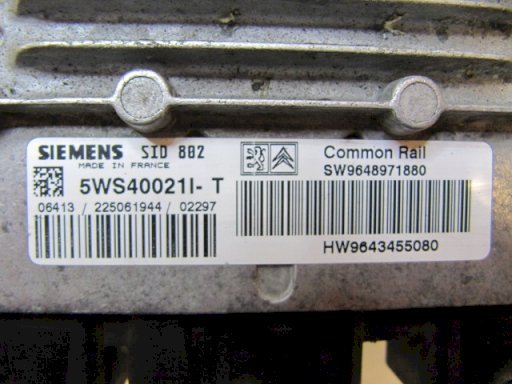 SIEMENS SID 802
MADE IN FRANCE
5WS40021I- T
06413 / 225061944 / 02297
Common Rail
SW9648971880
HW9643455080